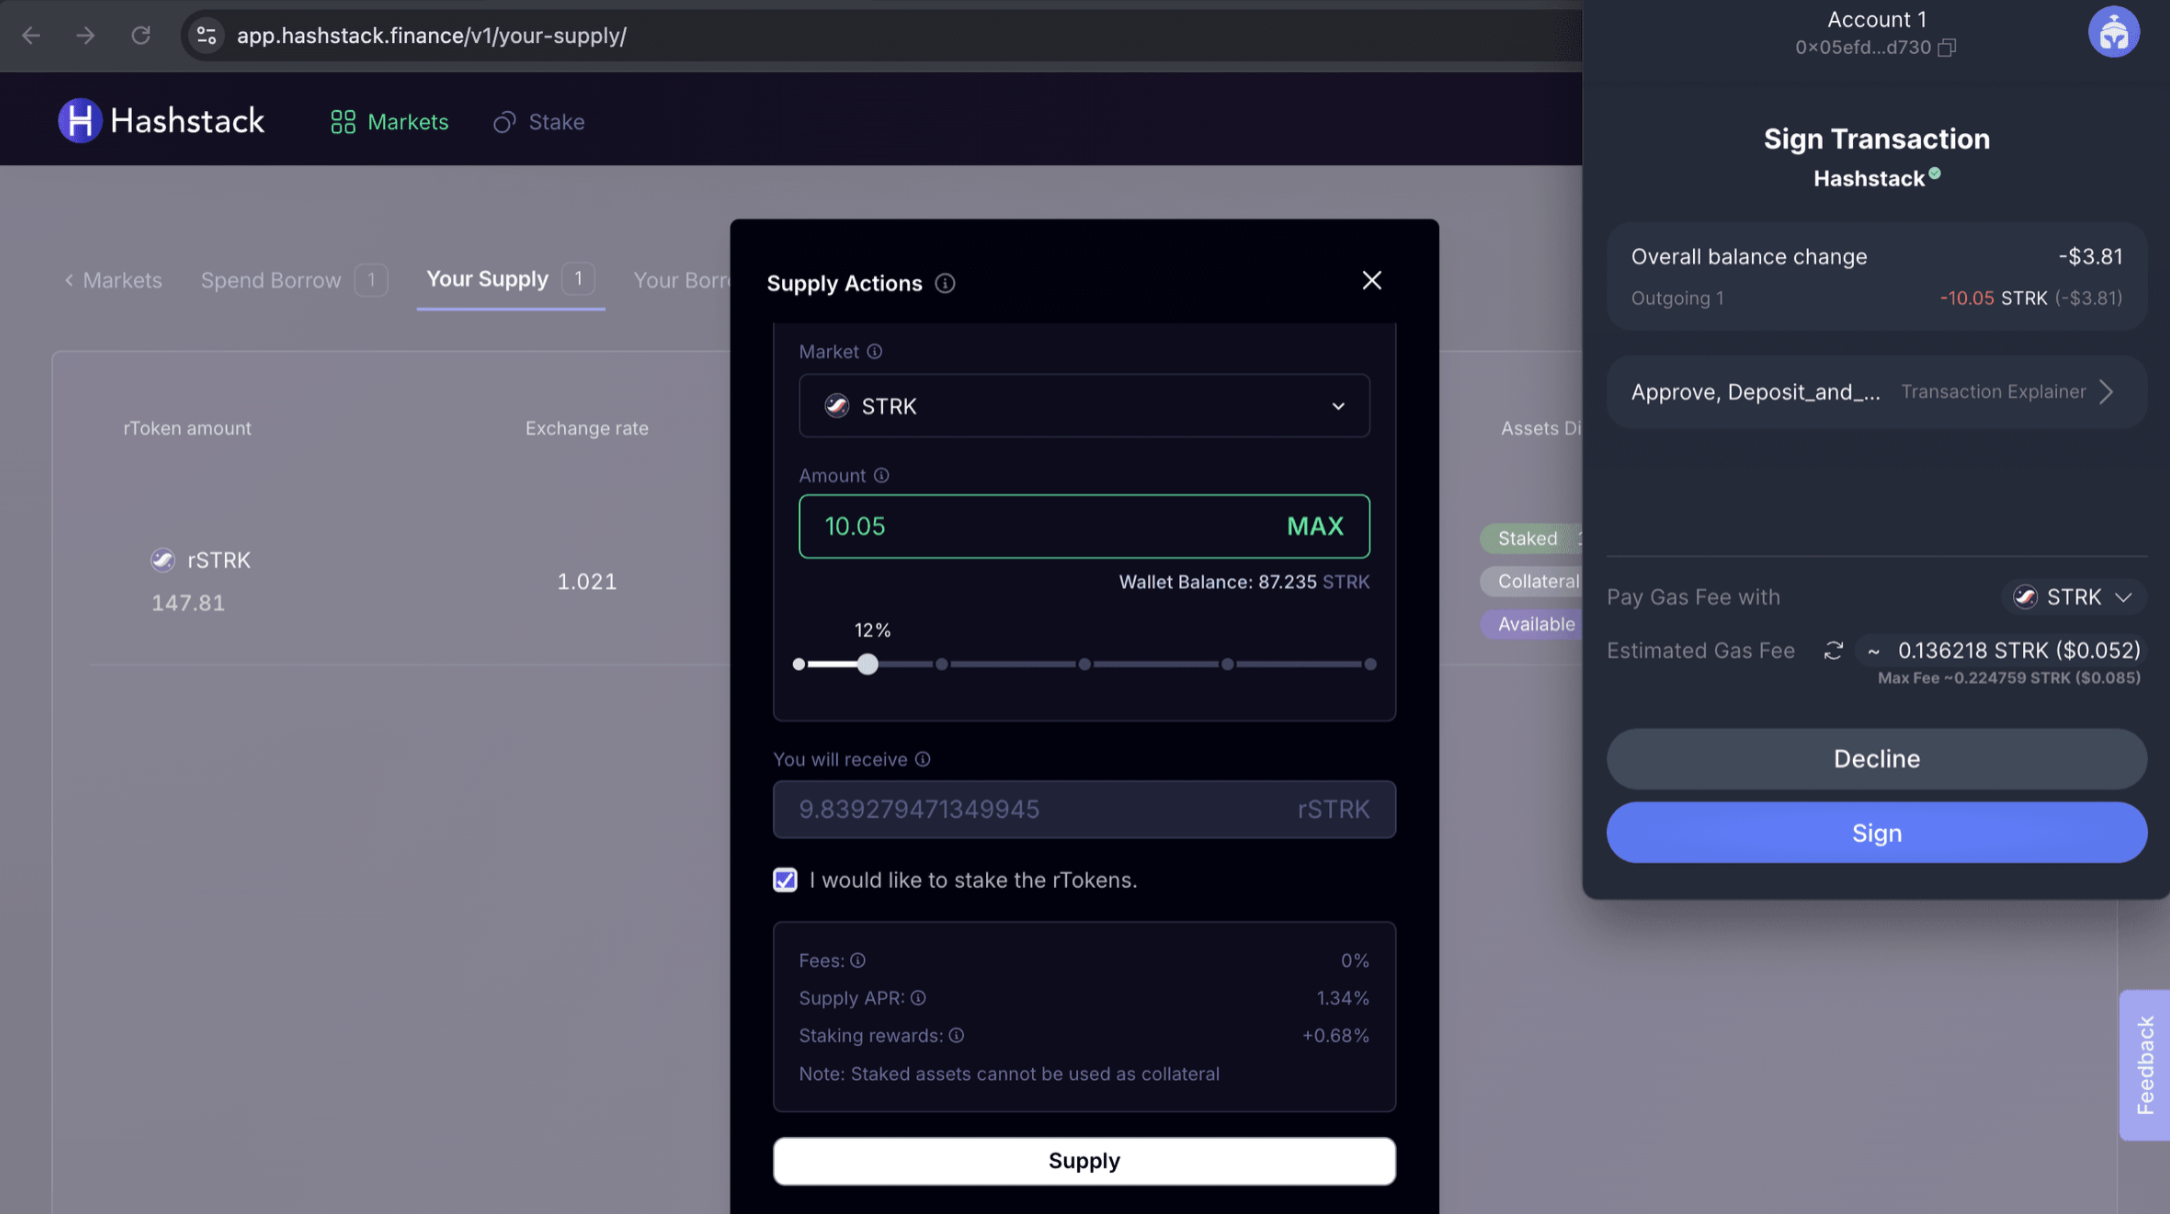 app.hashstack.finance/v1/your-supply/
Hashstack
Markets
Stake
Markets
Spend Borrow 1
Your Supply 1
Your Borr
rToken amount
Exchange rate
Assets Di
rSTRK
147.81
1.021
Staked
Collateral
Available
Supply Actions
Market
STRK
Amount
10.05 MAX
Wallet Balance: 87.235 STRK
12%
You will receive
9.839279471349945 rSTRK
I would like to stake the rTokens.
Fees: 0%
Supply APR: 1.34%
Staking rewards: +0.68%
Note: Staked assets cannot be used as collateral
Supply
Account 1
0x05efd...d730
Sign Transaction
Hashstack
Overall balance change -$3.81
Outgoing 1 -10.05 STRK (-$3.81)
Approve, Deposit_and_... Transaction Explainer
Pay Gas Fee with STRK
Estimated Gas Fee ~ 0.136218 STRK ($0.052)
Max Fee ~0.224759 STRK ($0.085)
Decline
Sign
Feedback